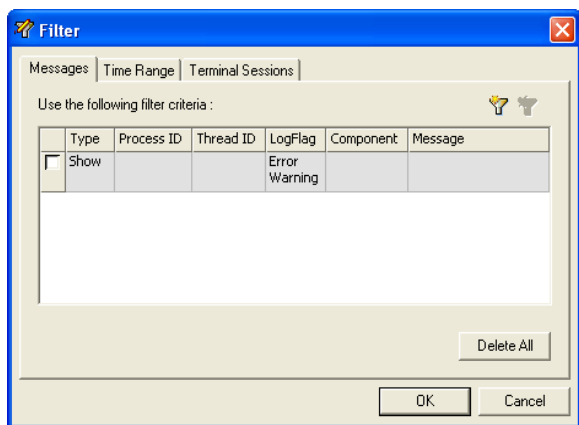 Filter
Messages Time Range Terminal Sessions
Use the following filter criteria :
Type Process ID Thread ID LogFlag Component Message
Show Error
Warning
Delete All
OK Cancel